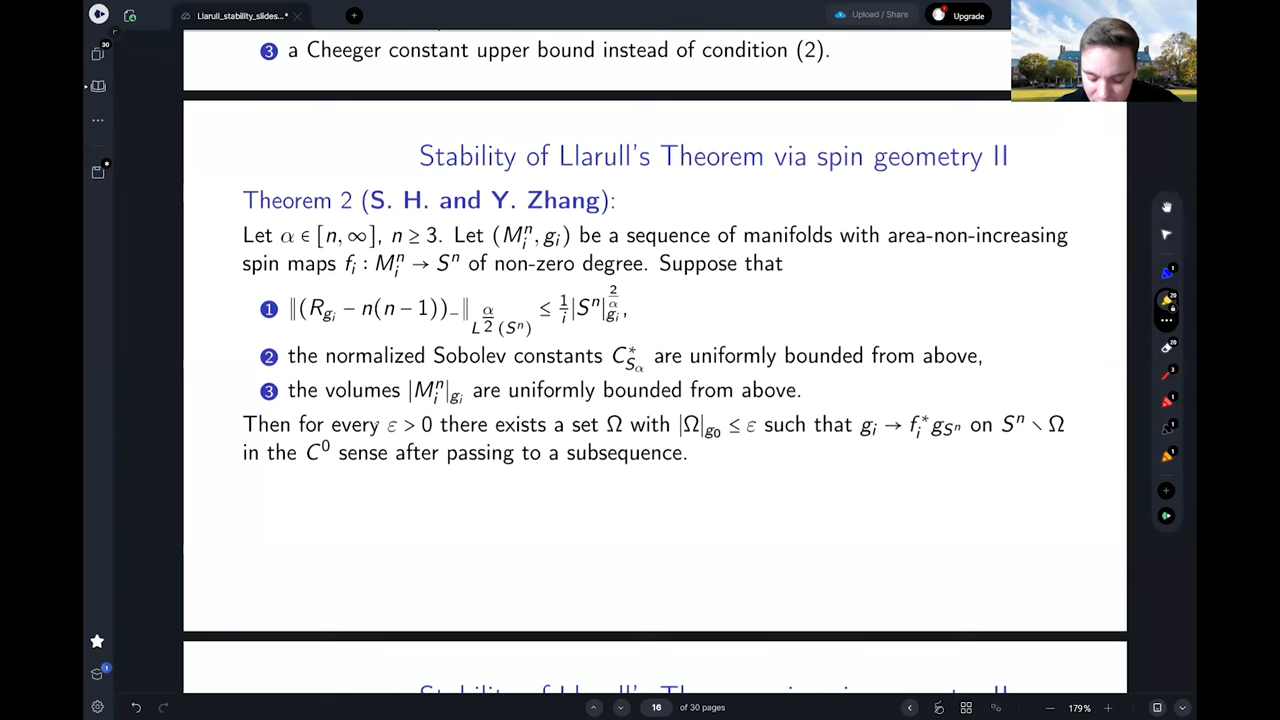 Llarull_stability_slides...*
Upload / Share
Upgrade
30
③ a Cheeger constant upper bound instead of condition (2).
Stability of Llarull's Theorem via spin geometry II
Theorem 2 (S. H. and Y. Zhang):
Let α ∈ [n, ∞], n ≥ 3. Let (M_i^n, g_i) be a sequence of manifolds with area-non-increasing
spin maps f_i : M_i^n → S^n of non-zero degree. Suppose that
① ‖(R_{g_i} − n(n − 1))_−‖_{L^{α/2}(S^n)} ≤ 1/i |S^n|_{g_i}^{2/α},
② the normalized Sobolev constants C*_{S_α} are uniformly bounded from above,
③ the volumes |M_i^n|_{g_i} are uniformly bounded from above.
Then for every ε > 0 there exists a set Ω with |Ω|_{g_0} ≤ ε such that g_i → f_i^* g_{S^n} on S^n ∖ Ω
in the C^0 sense after passing to a subsequence.
16 of 30 pages
179%